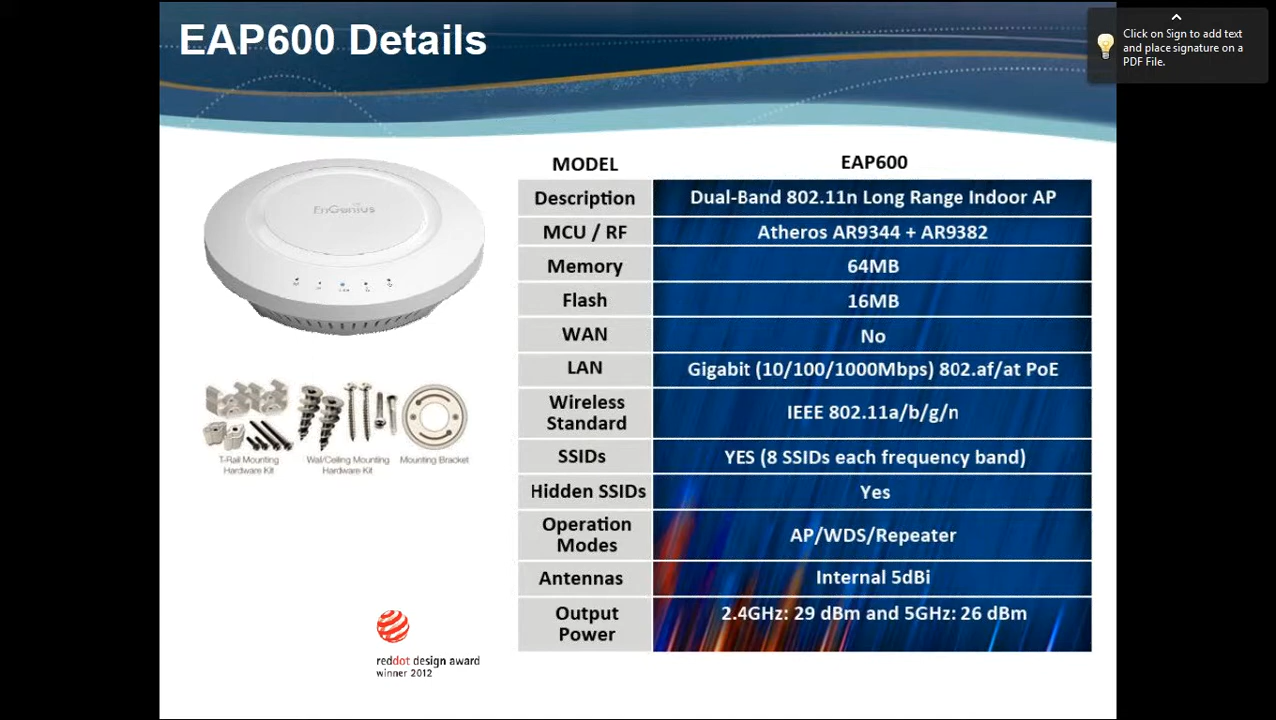 EAP600 Details
Click on Sign to add text
and place signature on a
PDF File.
EnGenius
T-Rail Mounting
Hardware Kit
Wal/Ceiling Mounting
Hardware Kit
Mounting Bracket
reddot design award
winner 2012
MODEL EAP600
Description Dual-Band 802.11n Long Range Indoor AP
MCU / RF Atheros AR9344 + AR9382
Memory 64MB
Flash 16MB
WAN No
LAN Gigabit (10/100/1000Mbps) 802.af/at PoE
Wireless
Standard
IEEE 802.11a/b/g/n
SSIDs YES (8 SSIDs each frequency band)
Hidden SSIDs Yes
Operation
Modes
AP/WDS/Repeater
Antennas Internal 5dBi
Output
Power
2.4GHz: 29 dBm and 5GHz: 26 dBm